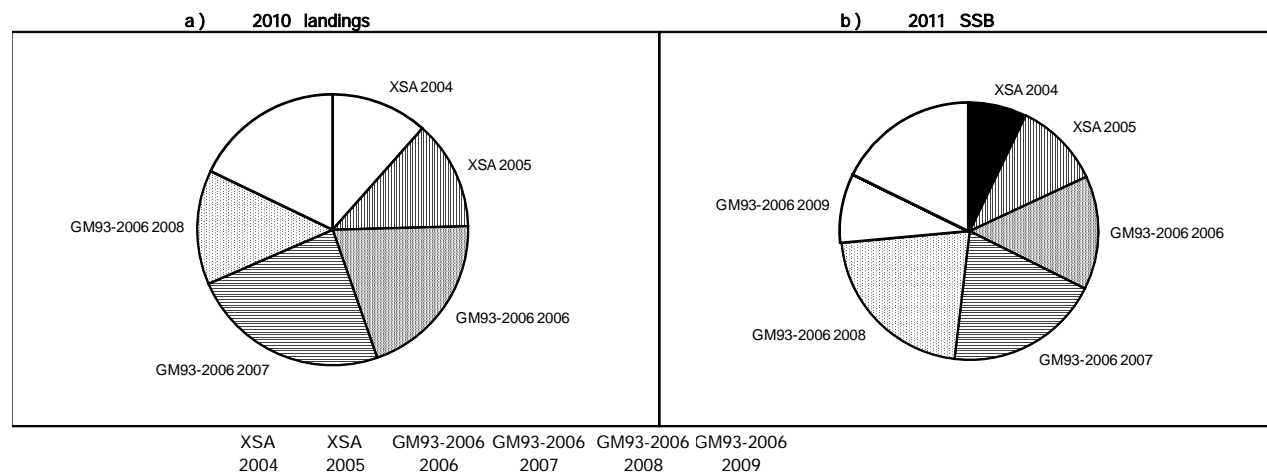 a) 2010 landings
b) 2011 SSB
XSA 2004
XSA 2005
GM93-2006 2008
GM93-2006 2006
GM93-2006 2007
XSA 2004
XSA 2005
GM93-2006 2009
GM93-2006 2006
GM93-2006 2008
GM93-2006 2007
XSA XSA GM93-2006 GM93-2006 GM93-2006 GM93-2006
2004 2005 2006 2007 2008 2009